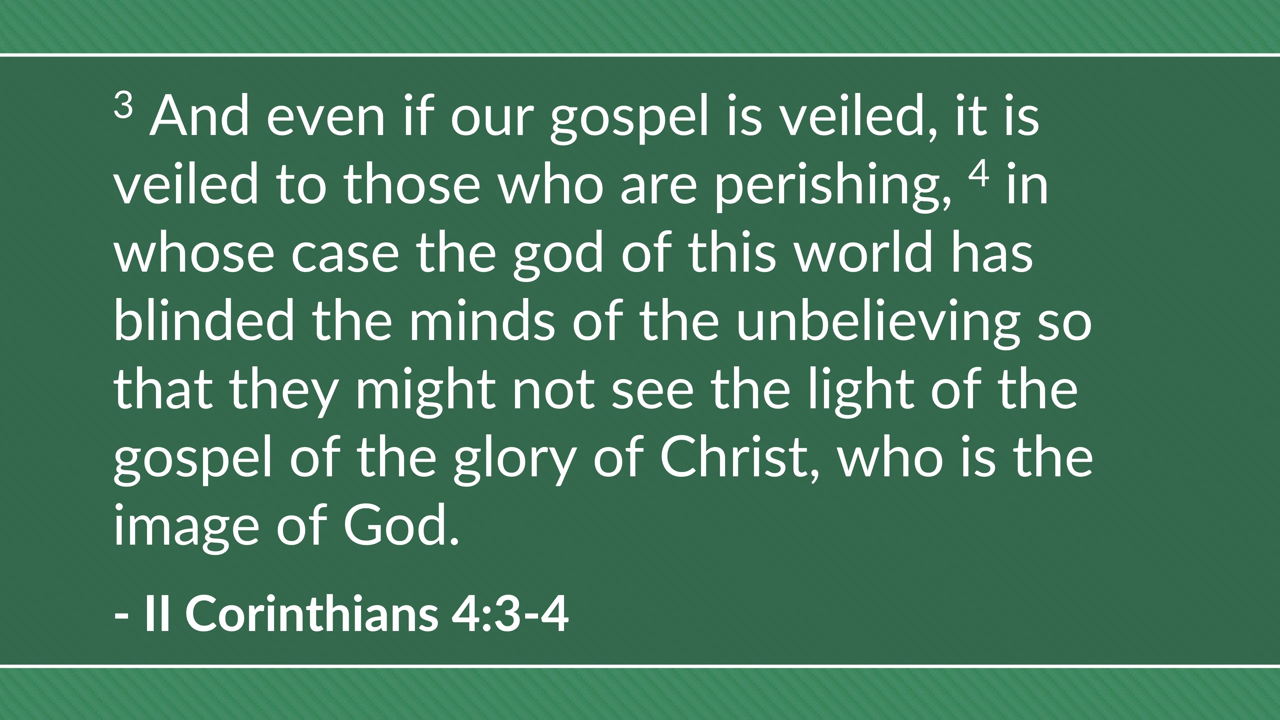 ³ And even if our gospel is veiled, it is
veiled to those who are perishing, ⁴ in
whose case the god of this world has
blinded the minds of the unbelieving so
that they might not see the light of the
gospel of the glory of Christ, who is the
image of God.
- II Corinthians 4:3-4